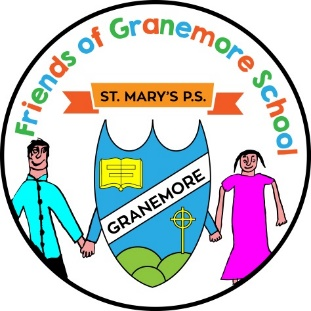 Friends of Granemore School
ST. MARY'S P.S.
GRANEMORE